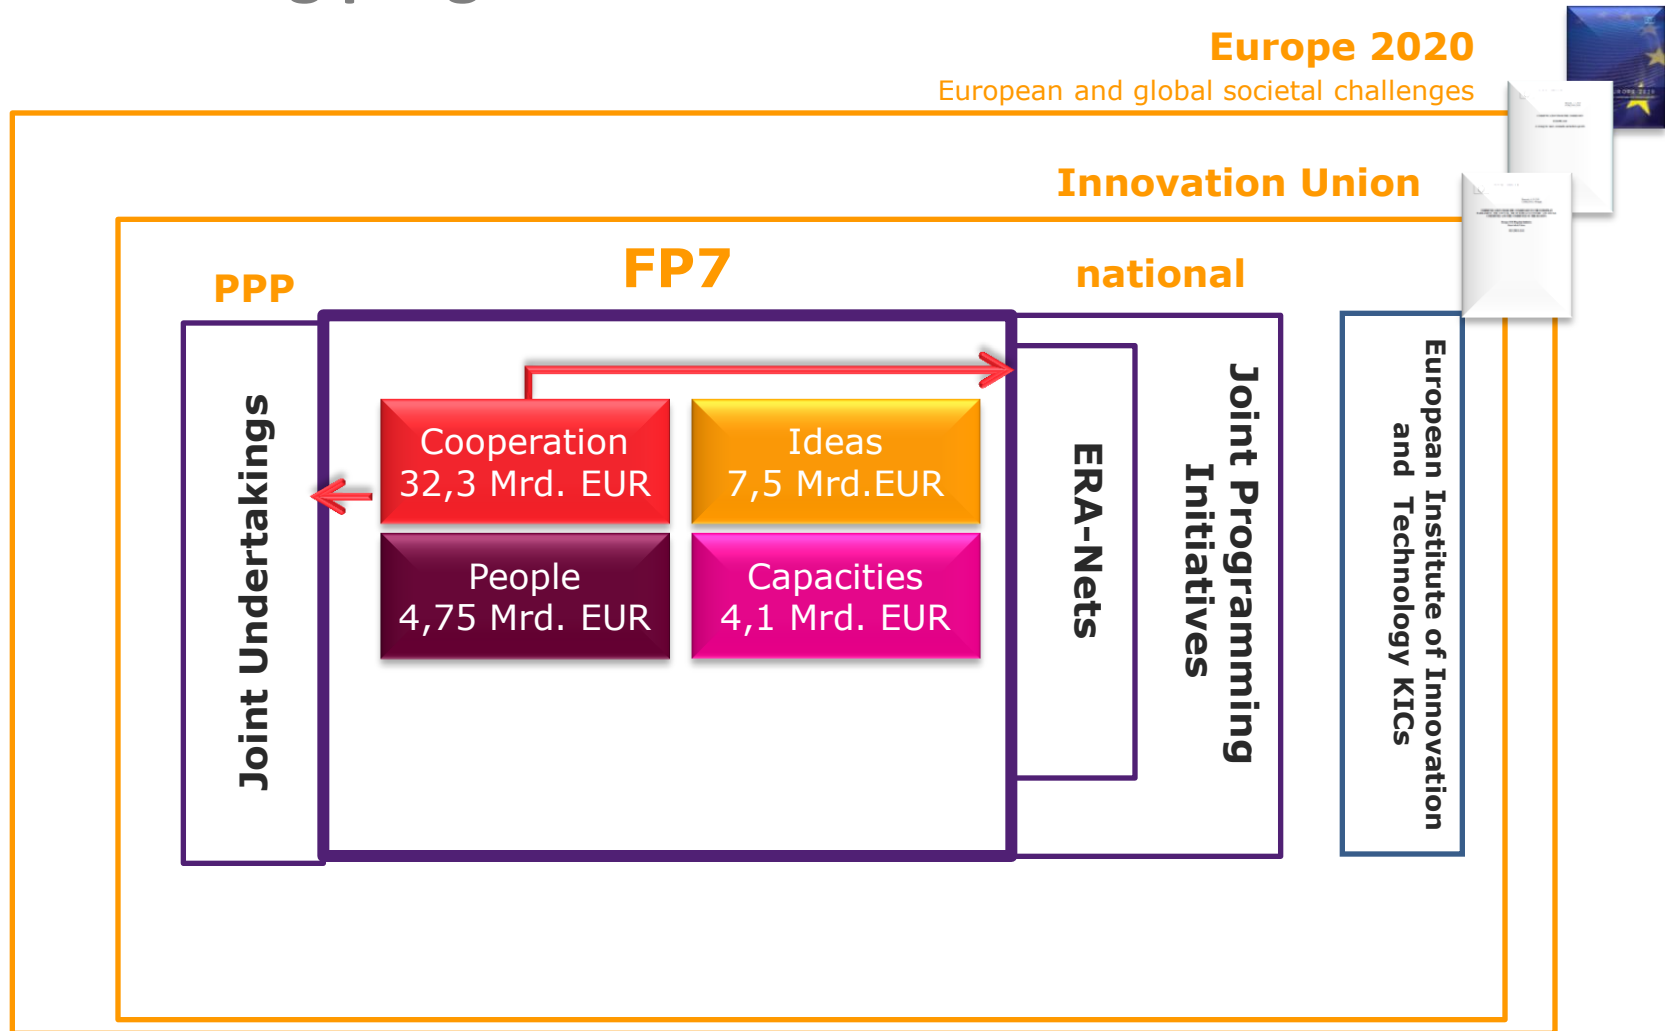 Europe 2020
European and global societal challenges
Innovation Union
PPP
FP7
national
Joint Undertakings
Cooperation
32,3 Mrd. EUR
Ideas
7,5 Mrd.EUR
People
4,75 Mrd. EUR
Capacities
4,1 Mrd. EUR
ERA-Nets
Joint Programming
Initiatives
European Institute of Innovation
and Technology KICs